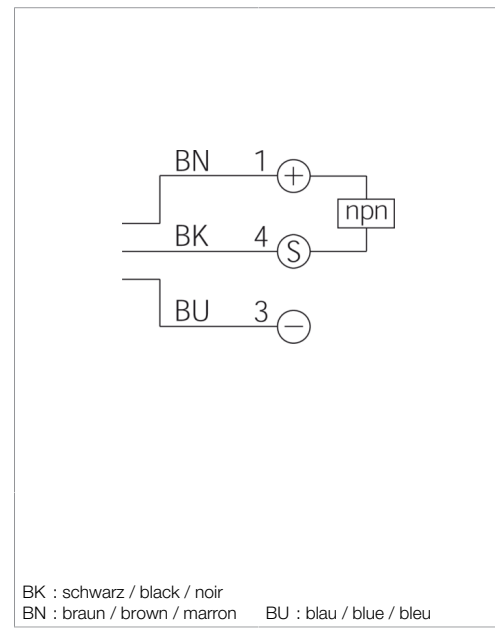 BN 1 +
npn
BK 4 S
BU 3 −
BK : schwarz / black / noir
BN : braun / brown / marron BU : blau / blue / bleu